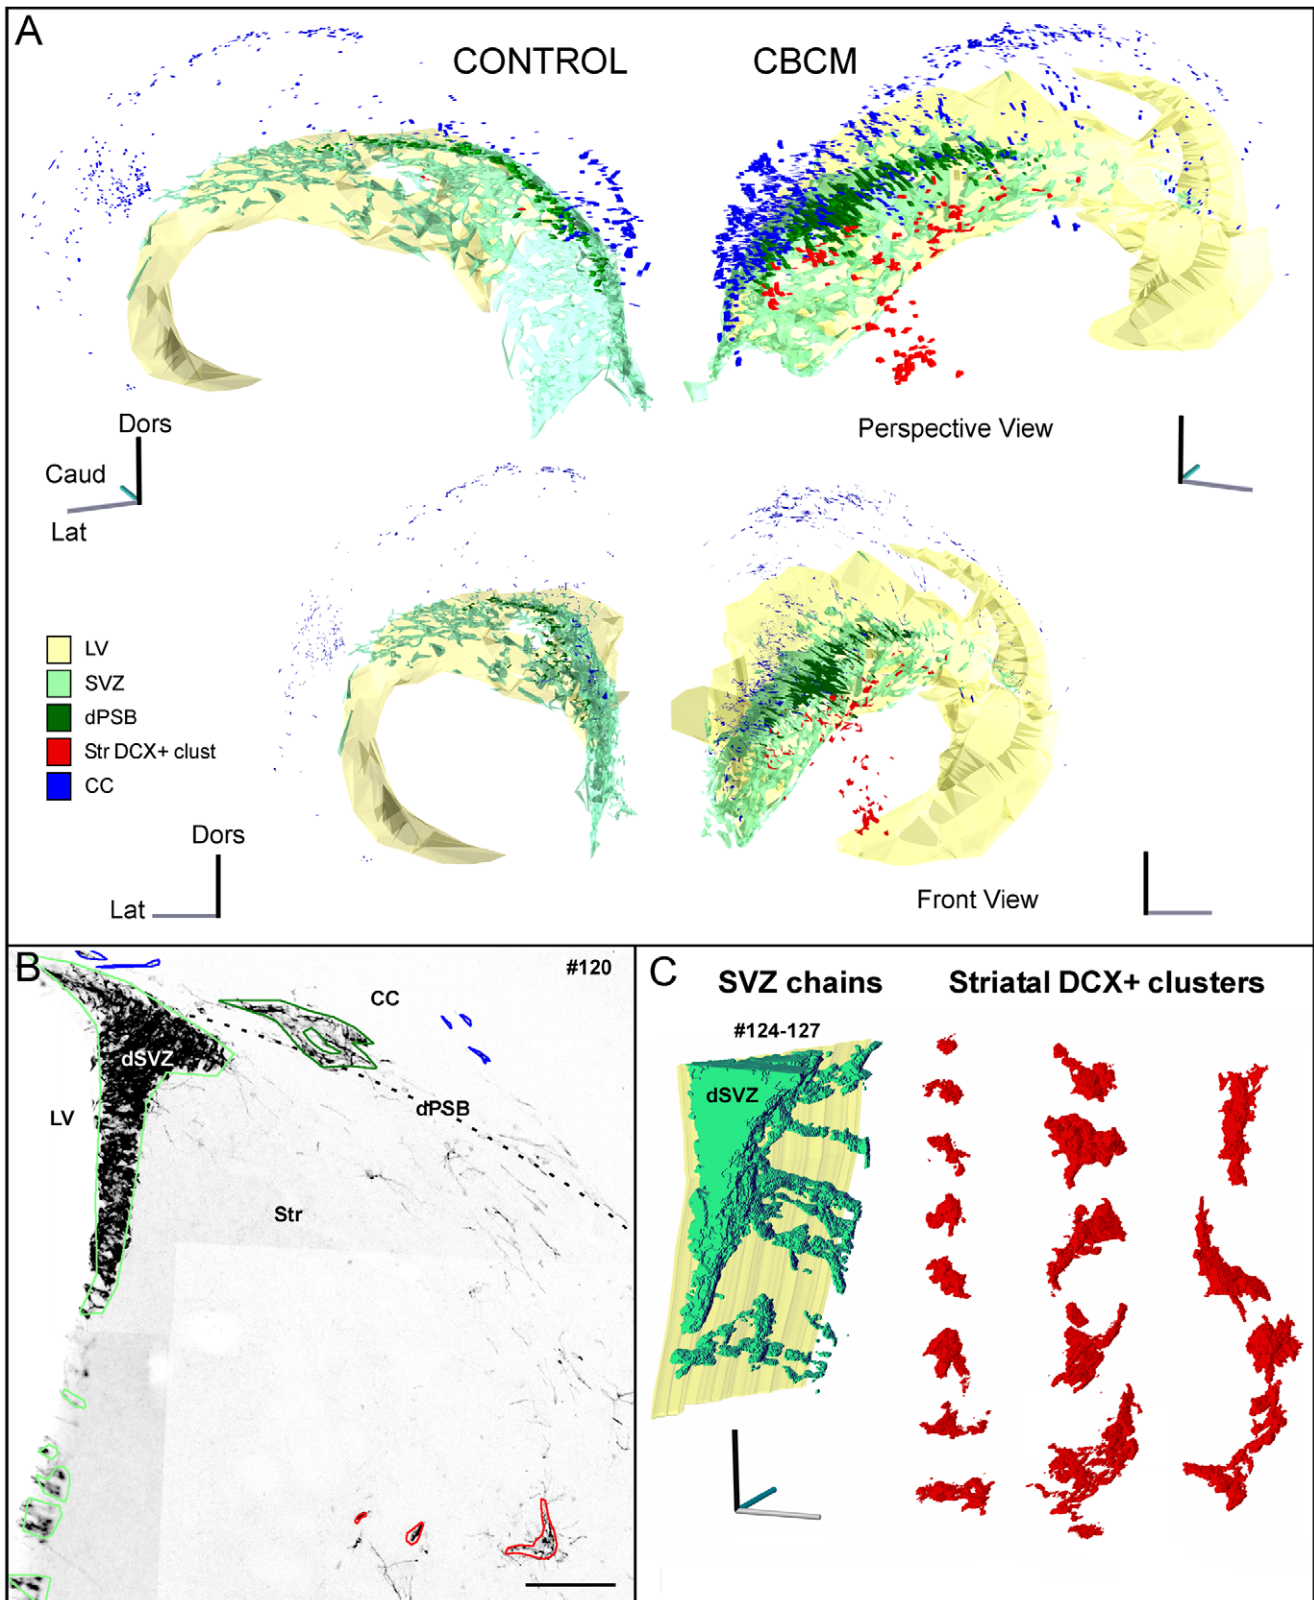 A
CONTROL
CBCM
Dors
Caud
Lat
Perspective View
LV
SVZ
dPSB
Str DCX+ clust
CC
Dors
Lat
Front View
B
#120
CC
dSVZ
LV
dPSB
Str
C
SVZ chains
Striatal DCX+ clusters
#124-127
dSVZ